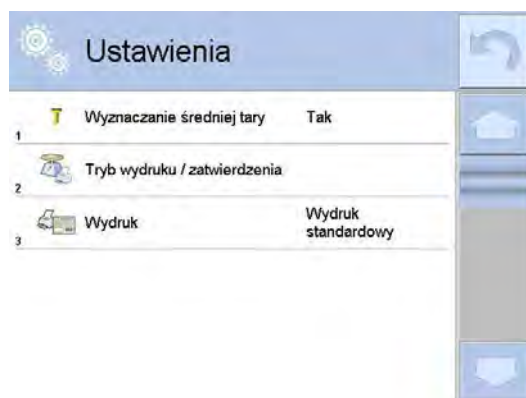 Ustawienia
1 T Wyznaczanie średniej tary Tak
2 Tryb wydruku / zatwierdzenia
3 Wydruk Wydruk
standardowy